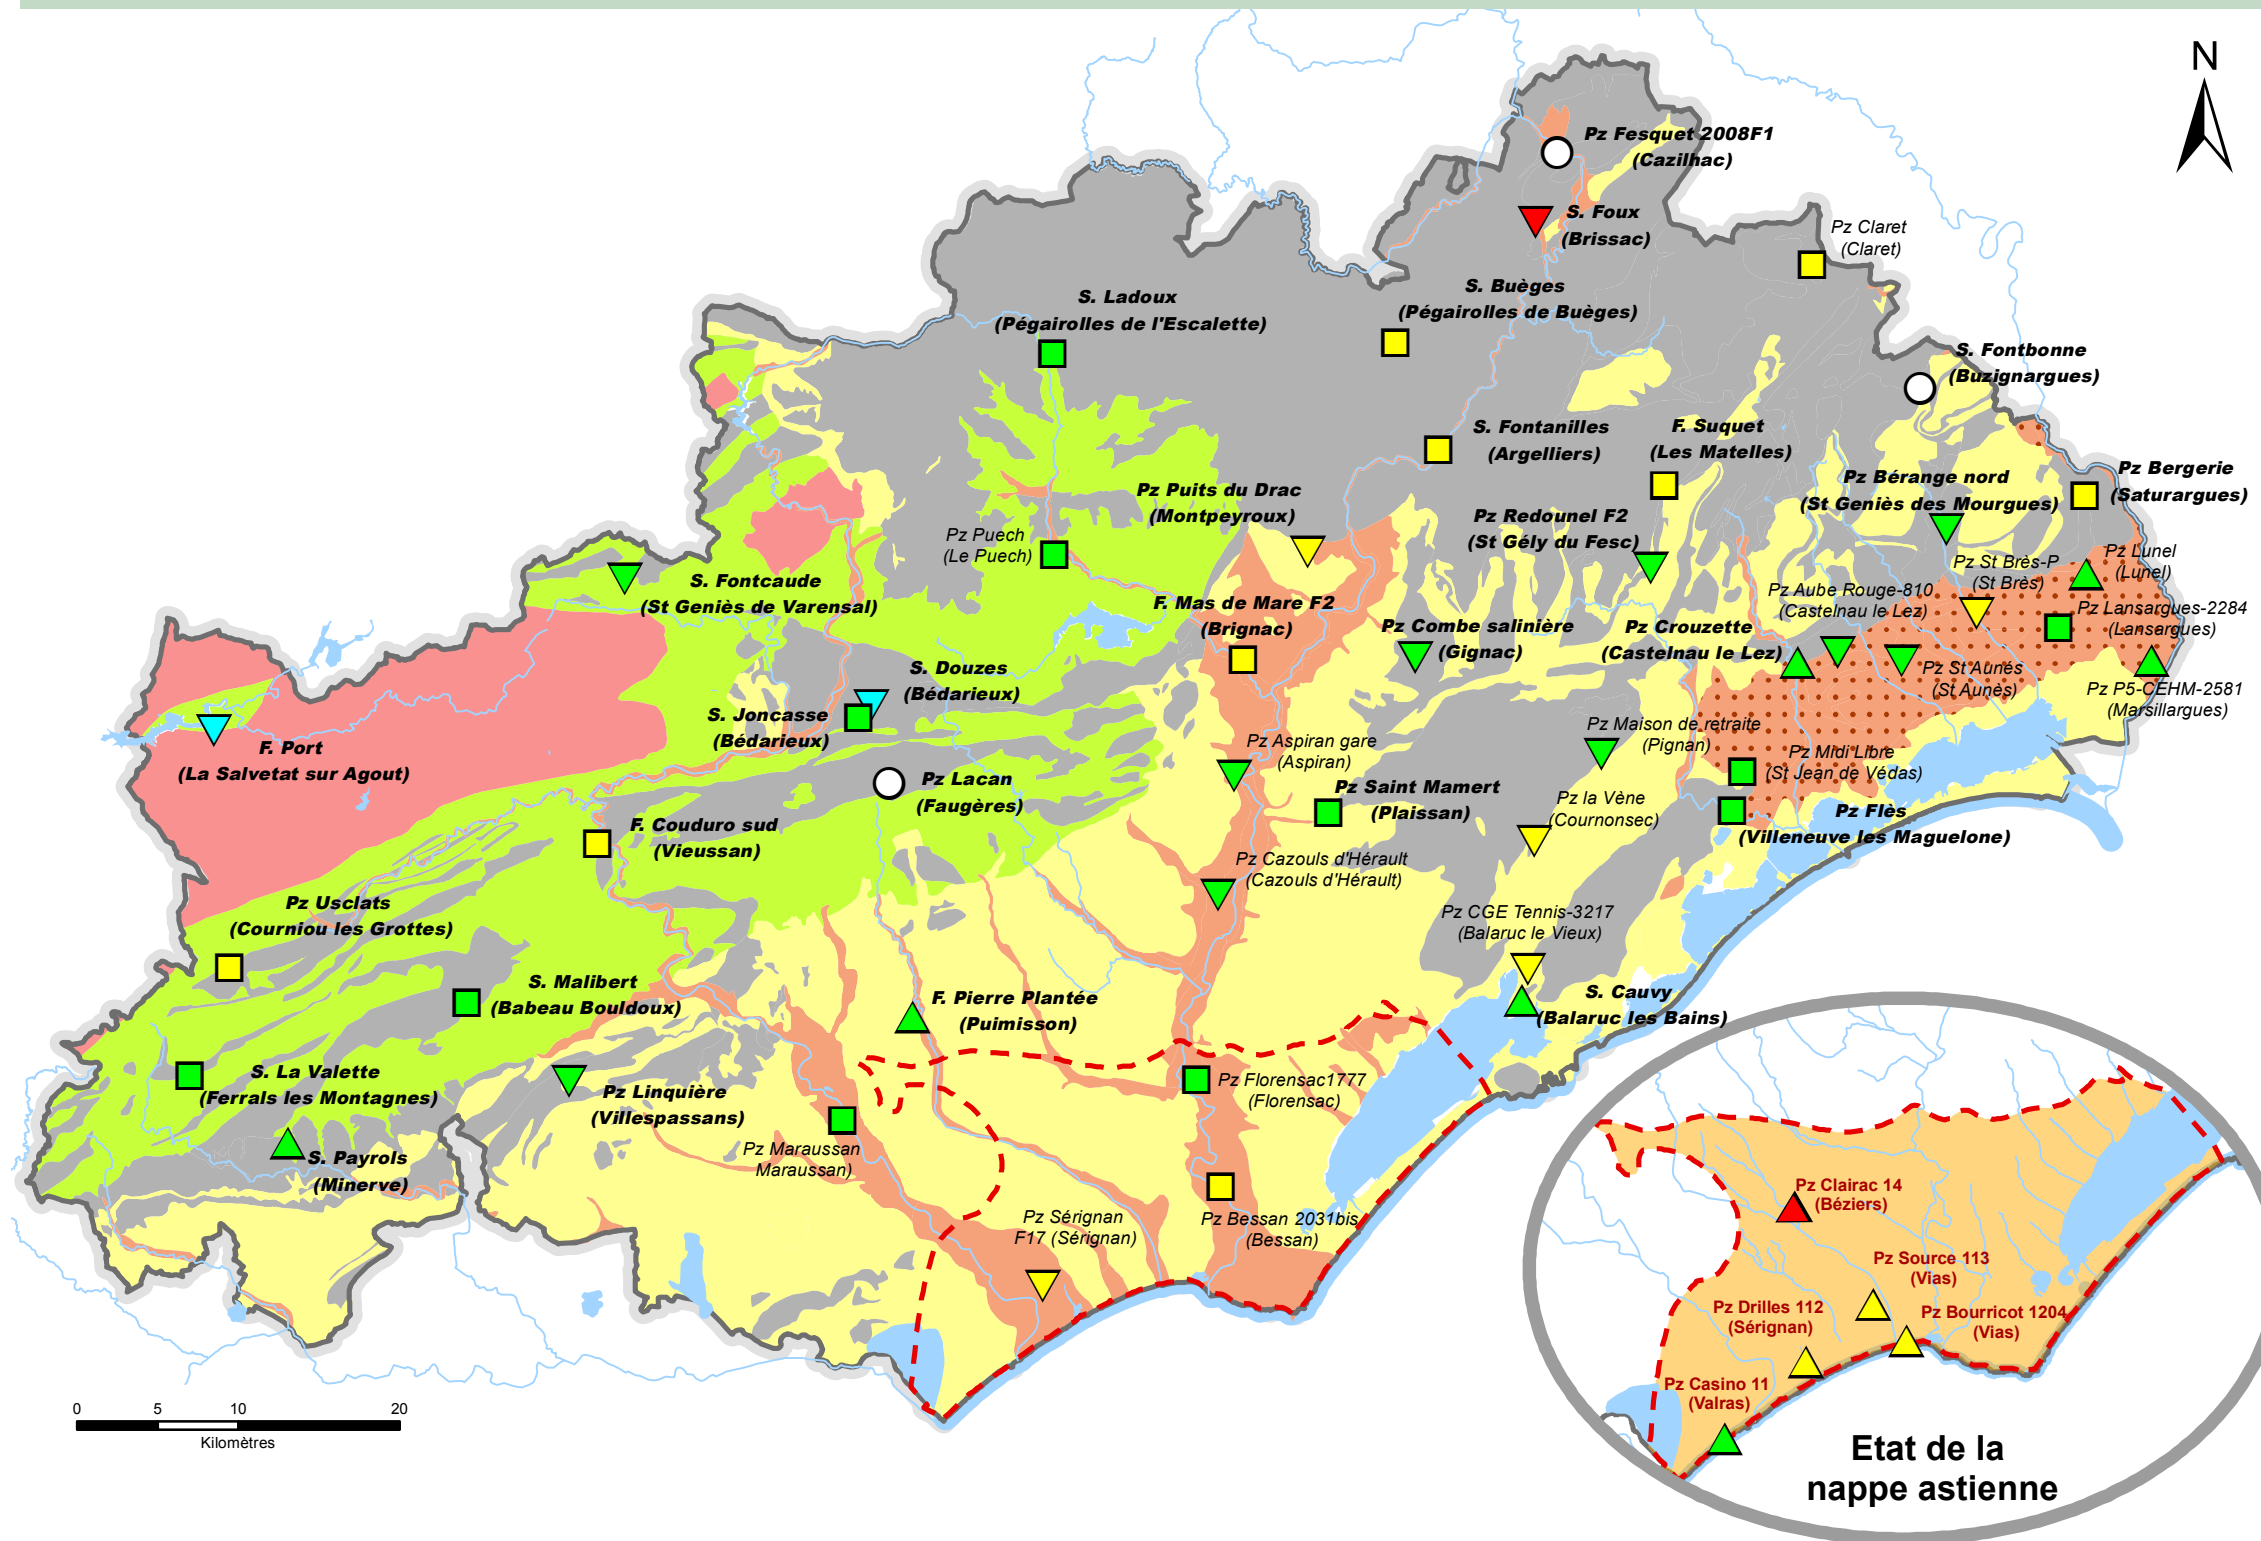 N
Pz Fesquet 2008F1
(Cazilhac)
S. Foux
(Brissac)
Pz Claret
(Claret)
S. Buèges
(Pégairolles de Buèges)
S. Ladoux
(Pégairolles de l'Escalette)
S. Fontbonne
(Buzignargues)
S. Fontanilles
(Argelliers)
F. Suquet
(Les Matelles)
Pz Bérange nord
(St Geniès des Mourgues)
Pz Bergerie
(Saturargues)
Pz Puits du Drac
(Montpeyroux)
Pz Redounel F2
(St Gély du Fesc)
Pz Puech
(Le Puech)
Pz St Brès-P
(St Brès)
Pz Lunel
(Lunel)
S. Fontcaude
(St Geniès de Varensal)
Pz Aube Rouge-810
(Castelnau le Lez)
F. Mas de Mare F2
(Brignac)
Pz Lansargues-2284
(Lansargues)
Pz Combe salinière
(Gignac)
Pz Crouzette
(Castelnau le Lez)
S. Douzes
(Bédarieux)
Pz St Aunés
(St Aunès)
Pz P5-CEHM-2581
(Marsillargues)
S. Joncasse
(Bédarieux)
Pz Maison de retraite
(Pignan)
F. Port
(La Salvetat sur Agout)
Pz Aspiran gare
(Aspiran)
Pz Midi Libre
(St Jean de Védas)
Pz Lacan
(Faugères)
Pz Saint Mamert
(Plaissan)
Pz la Vène
(Cournonsec)
Pz Flès
(Villeneuve les Maguelone)
F. Couduro sud
(Vieussan)
Pz Cazouls d'Hérault
(Cazouls d'Hérault)
Pz Usclats
(Courniou les Grottes)
Pz CGE Tennis-3217
(Balaruc le Vieux)
S. Malibert
(Babeau Bouldoux)
F. Pierre Plantée
(Puimisson)
S. Cauvy
(Balaruc les Bains)
S. La Valette
(Ferrals les Montagnes)
Pz Linquière
(Villespassans)
Pz Florensac1777
(Florensac)
S. Payrols
(Minerve)
Pz Maraussan
Maraussan)
Pz Sérignan
F17 (Sérignan)
Pz Bessan 2031bis
(Bessan)
Pz Clairac 14
(Béziers)
Pz Source 113
(Vias)
Pz Drilles 112
(Sérignan)
Pz Bourricot 1204
(Vias)
Pz Casino 11
(Valras)
0 5 10 20
Kilomètres
Etat de la
nappe astienne